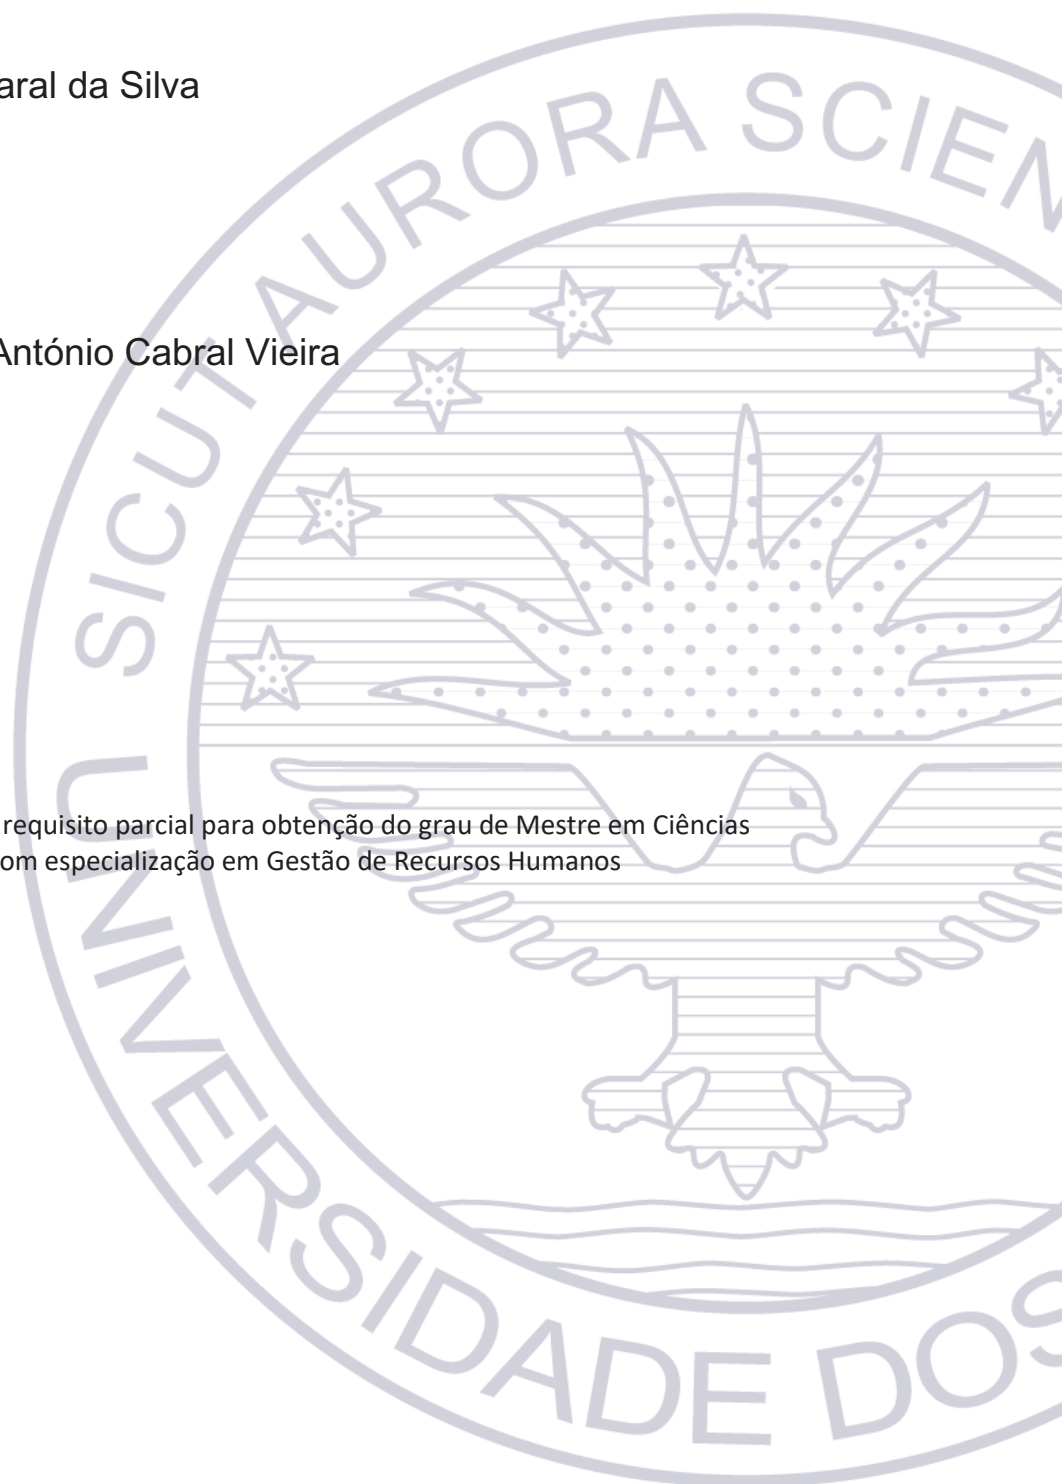 aral da Silva
António Cabral Vieira
requisito parcial para obtenção do grau de Mestre em Ciências
om especialização em Gestão de Recursos Humanos
SICUT AURORA SCIEN
UNIVERSIDADE DOS